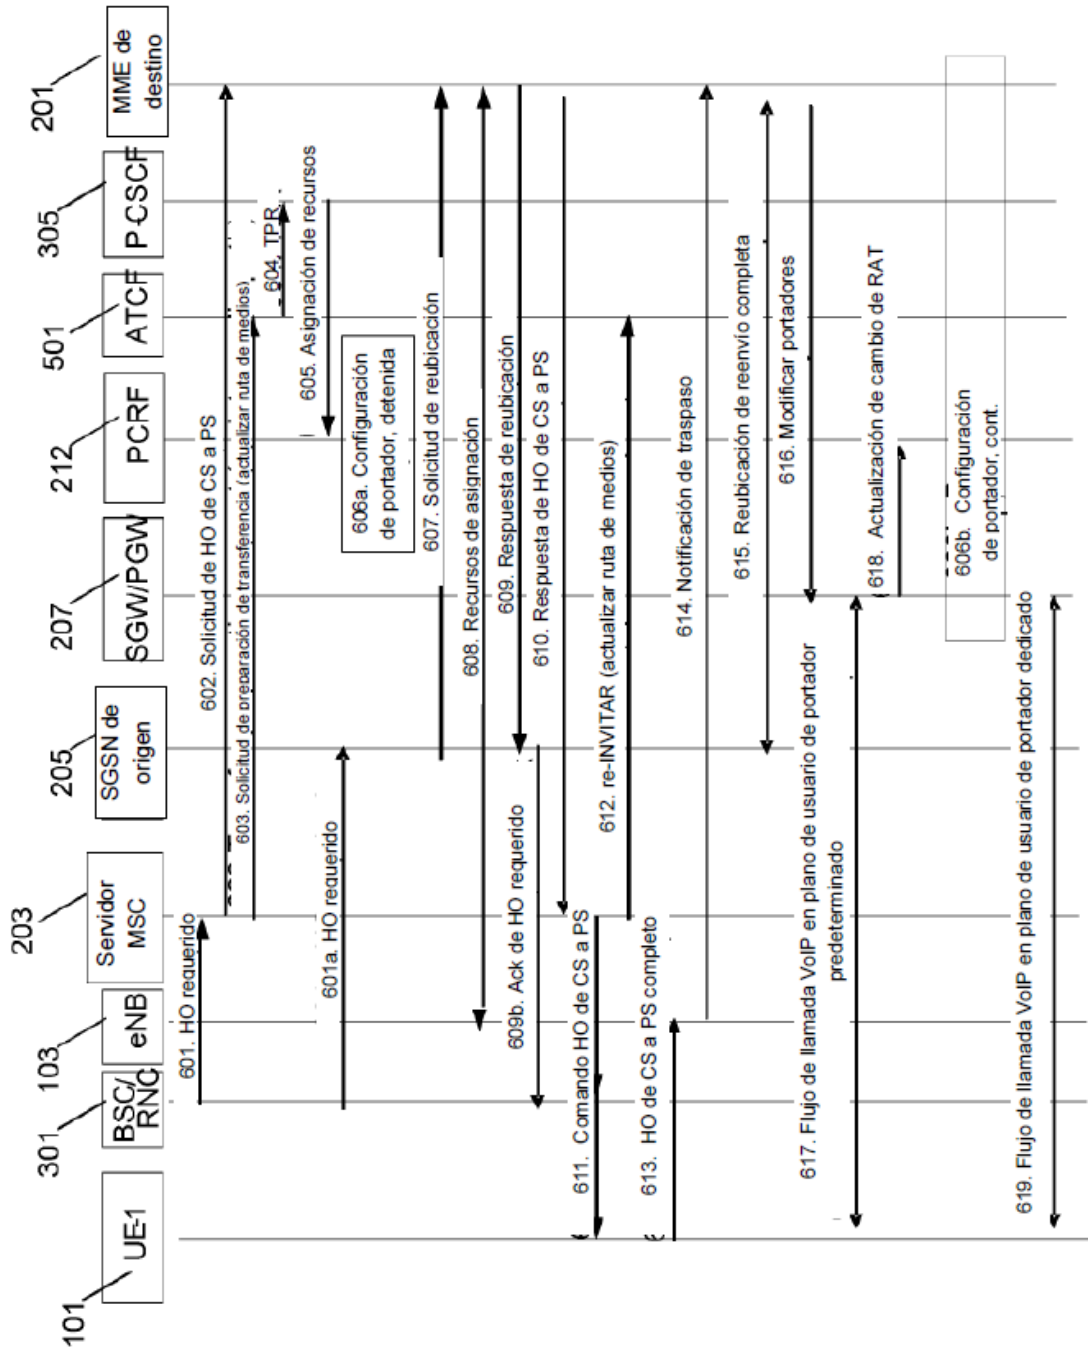 101
301
103
203
205
207
212
501
305
201
UE-1
BSC/
RNC
eNB
Servidor
MSC
SGSN de
origen
SGW/PGW
PCRF
ATCF
P-CSCF
MME de
destino
601. HO requerido
602. Solicitud de HO de CS a PS
603. Solicitud de preparación de transferencia (actualizar ruta de medios)
604. TPR
605. Asignación de recursos
601a. HO requerido
606a. Configuración
de portador, detenida
607. Solicitud de reubicación
608. Recursos de asignación
609. Respuesta de reubicación
609b. Ack de HO requerido
610. Respuesta de HO de CS a PS
611. Comando HO de CS a PS
612. re-INVITAR (actualizar ruta de medios)
613. HO de CS a PS completo
614. Notificación de traspaso
615. Reubicación de reenvío completa
616. Modificar portadores
617. Flujo de llamada VoIP en plano de usuario de portador
predeterminado
618. Actualización de cambio de RAT
606b. Configuración
de portador, cont.
619. Flujo de llamada VoIP en plano de usuario de portador dedicado